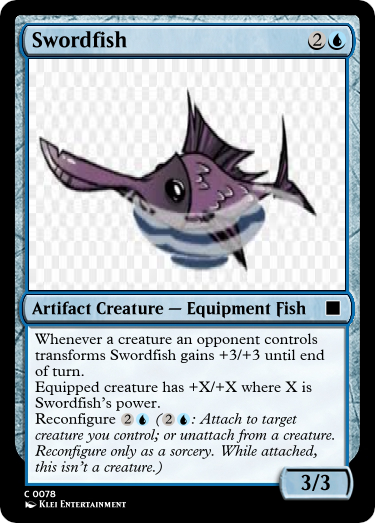 Swordfish 2
Artifact Creature — Equipment Fish
Whenever a creature an opponent controls
transforms Swordfish gains +3/+3 until end
of turn.
Equipped creature has +X/+X where X is
Swordfish's power.
Reconfigure 2 (2 : Attach to target
creature you control; or unattach from a creature.
Reconfigure only as a sorcery. While attached,
this isn't a creature.)
3/3
C 0078
Klei Entertainment